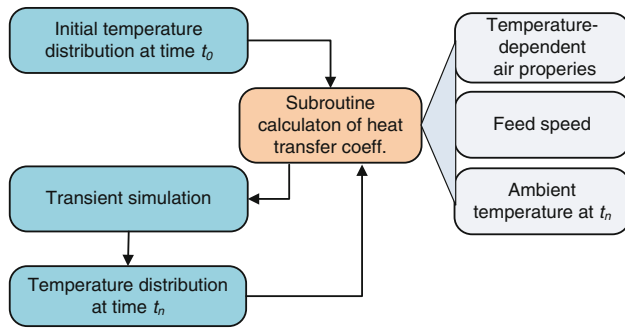 Initial temperature
distribution at time t0
Subroutine
calculaton of heat
transfer coeff.
Transient simulation
Temperature distribution
at time tn
Temperature-
dependent
air properies
Feed speed
Ambient
temperature at tn